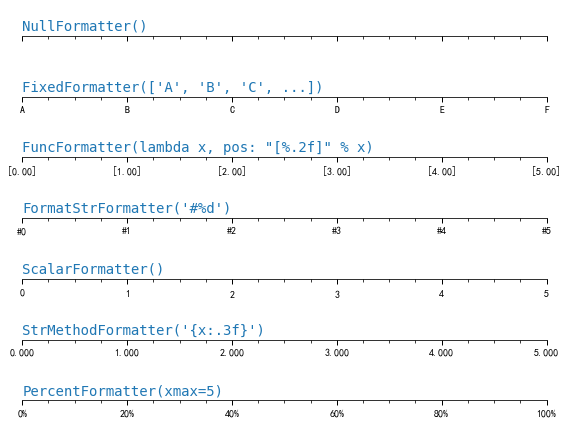 NullFormatter()
FixedFormatter(['A', 'B', 'C', ...])
A B C D E F
FuncFormatter(lambda x, pos: "[%.2f]" % x)
[0.00] [1.00] [2.00] [3.00] [4.00] [5.00]
FormatStrFormatter('#%d')
#0 #1 #2 #3 #4 #5
ScalarFormatter()
0 1 2 3 4 5
StrMethodFormatter('{x:.3f}')
0.000 1.000 2.000 3.000 4.000 5.000
PercentFormatter(xmax=5)
0% 20% 40% 60% 80% 100%